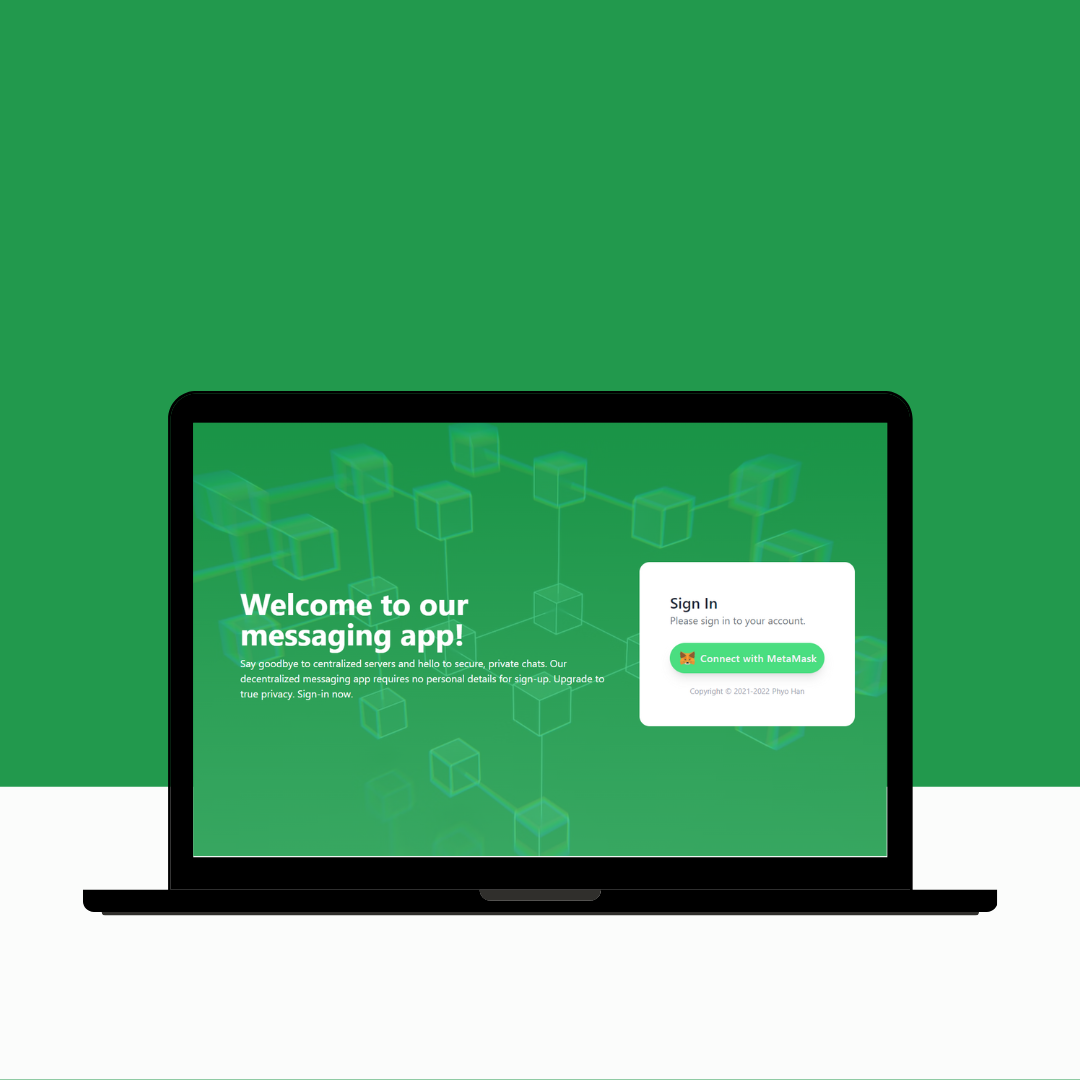 Welcome to our
messaging app!
Say goodbye to centralized servers and hello to secure, private chats. Our
decentralized messaging app requires no personal details for sign-up. Upgrade to
true privacy. Sign-in now.
Sign In
Please sign in to your account.
Connect with MetaMask
Copyright © 2021-2022 Phyo Han